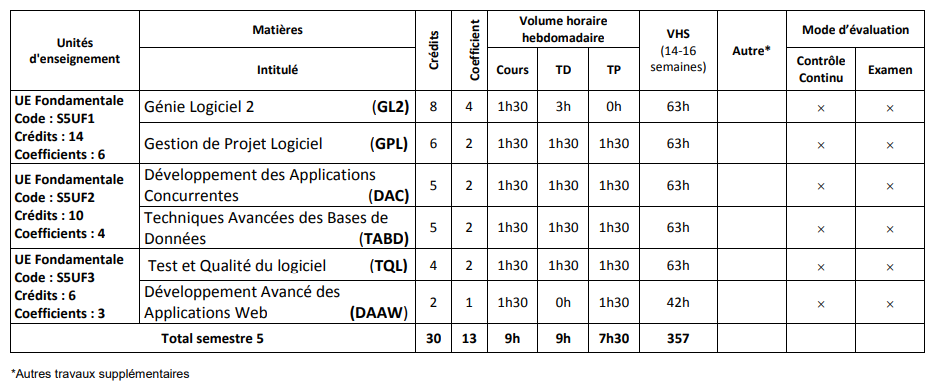 Unités d'enseignement | Matières | Crédits | Coefficient | Volume horaire hebdomadaire | VHS (14-16 semaines) | Autre* | Mode d'évaluation
Intitulé | Cours | TD | TP | Contrôle Continu | Examen
UE Fondamentale
Code : S5UF1
Crédits : 14
Coefficients : 6
Génie Logiciel 2 (GL2) 8 4 1h30 3h 0h 63h × ×
Gestion de Projet Logiciel (GPL) 6 2 1h30 1h30 1h30 63h × ×
UE Fondamentale
Code : S5UF2
Crédits : 10
Coefficients : 4
Développement des Applications
Concurrentes (DAC) 5 2 1h30 1h30 1h30 63h × ×
Techniques Avancées des Bases de
Données (TABD) 5 2 1h30 1h30 1h30 63h × ×
UE Fondamentale
Code : S5UF3
Crédits : 6
Coefficients : 3
Test et Qualité du logiciel (TQL) 4 2 1h30 1h30 1h30 63h × ×
Développement Avancé des
Applications Web (DAAW) 2 1 1h30 0h 1h30 42h × ×
Total semestre 5 30 13 9h 9h 7h30 357
*Autres travaux supplémentaires